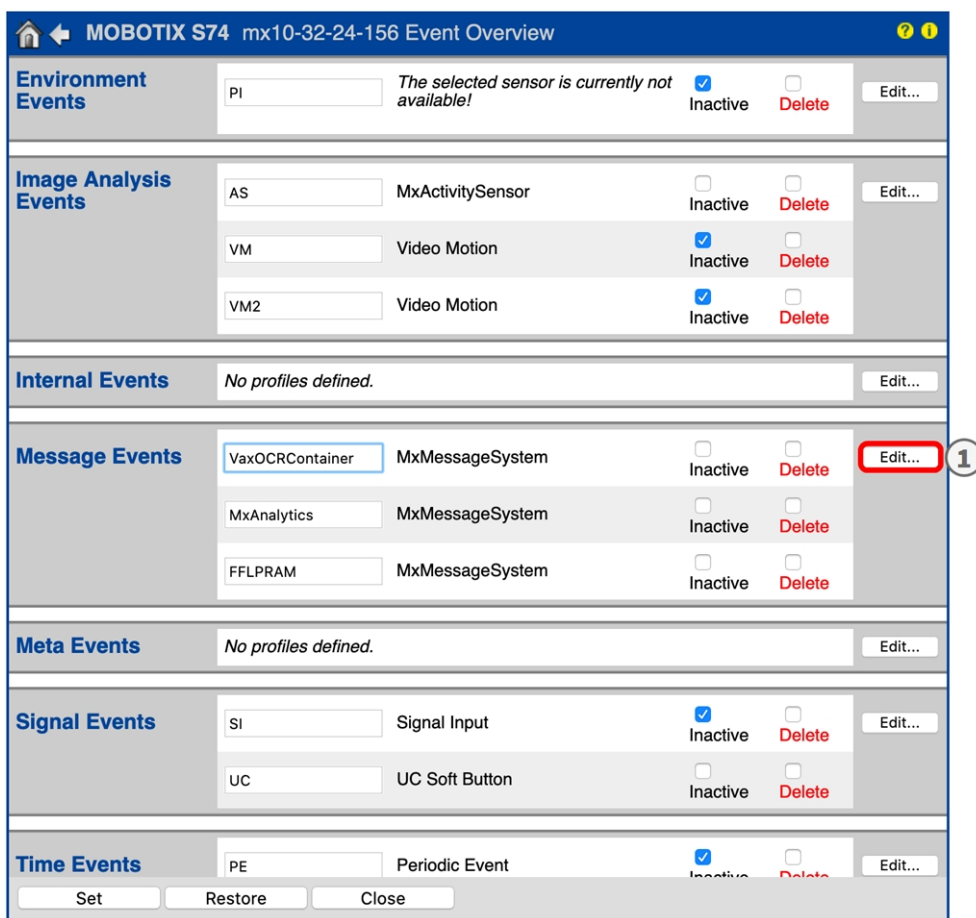 MOBOTIX S74 mx10-32-24-156 Event Overview ? i
Environment Events
PI
The selected sensor is currently not available!
Inactive
Delete
Edit...
Image Analysis Events
AS
MxActivitySensor
Inactive
Delete
Edit...
VM
Video Motion
Inactive
Delete
VM2
Video Motion
Inactive
Delete
Internal Events
No profiles defined.
Edit...
Message Events
VaxOCRContainer
MxMessageSystem
Inactive
Delete
Edit...
1
MxAnalytics
MxMessageSystem
Inactive
Delete
FFLPRAM
MxMessageSystem
Inactive
Delete
Meta Events
No profiles defined.
Edit...
Signal Events
SI
Signal Input
Inactive
Delete
Edit...
UC
UC Soft Button
Inactive
Delete
Time Events
PE
Periodic Event
Inactive
Delete
Edit...
Set
Restore
Close